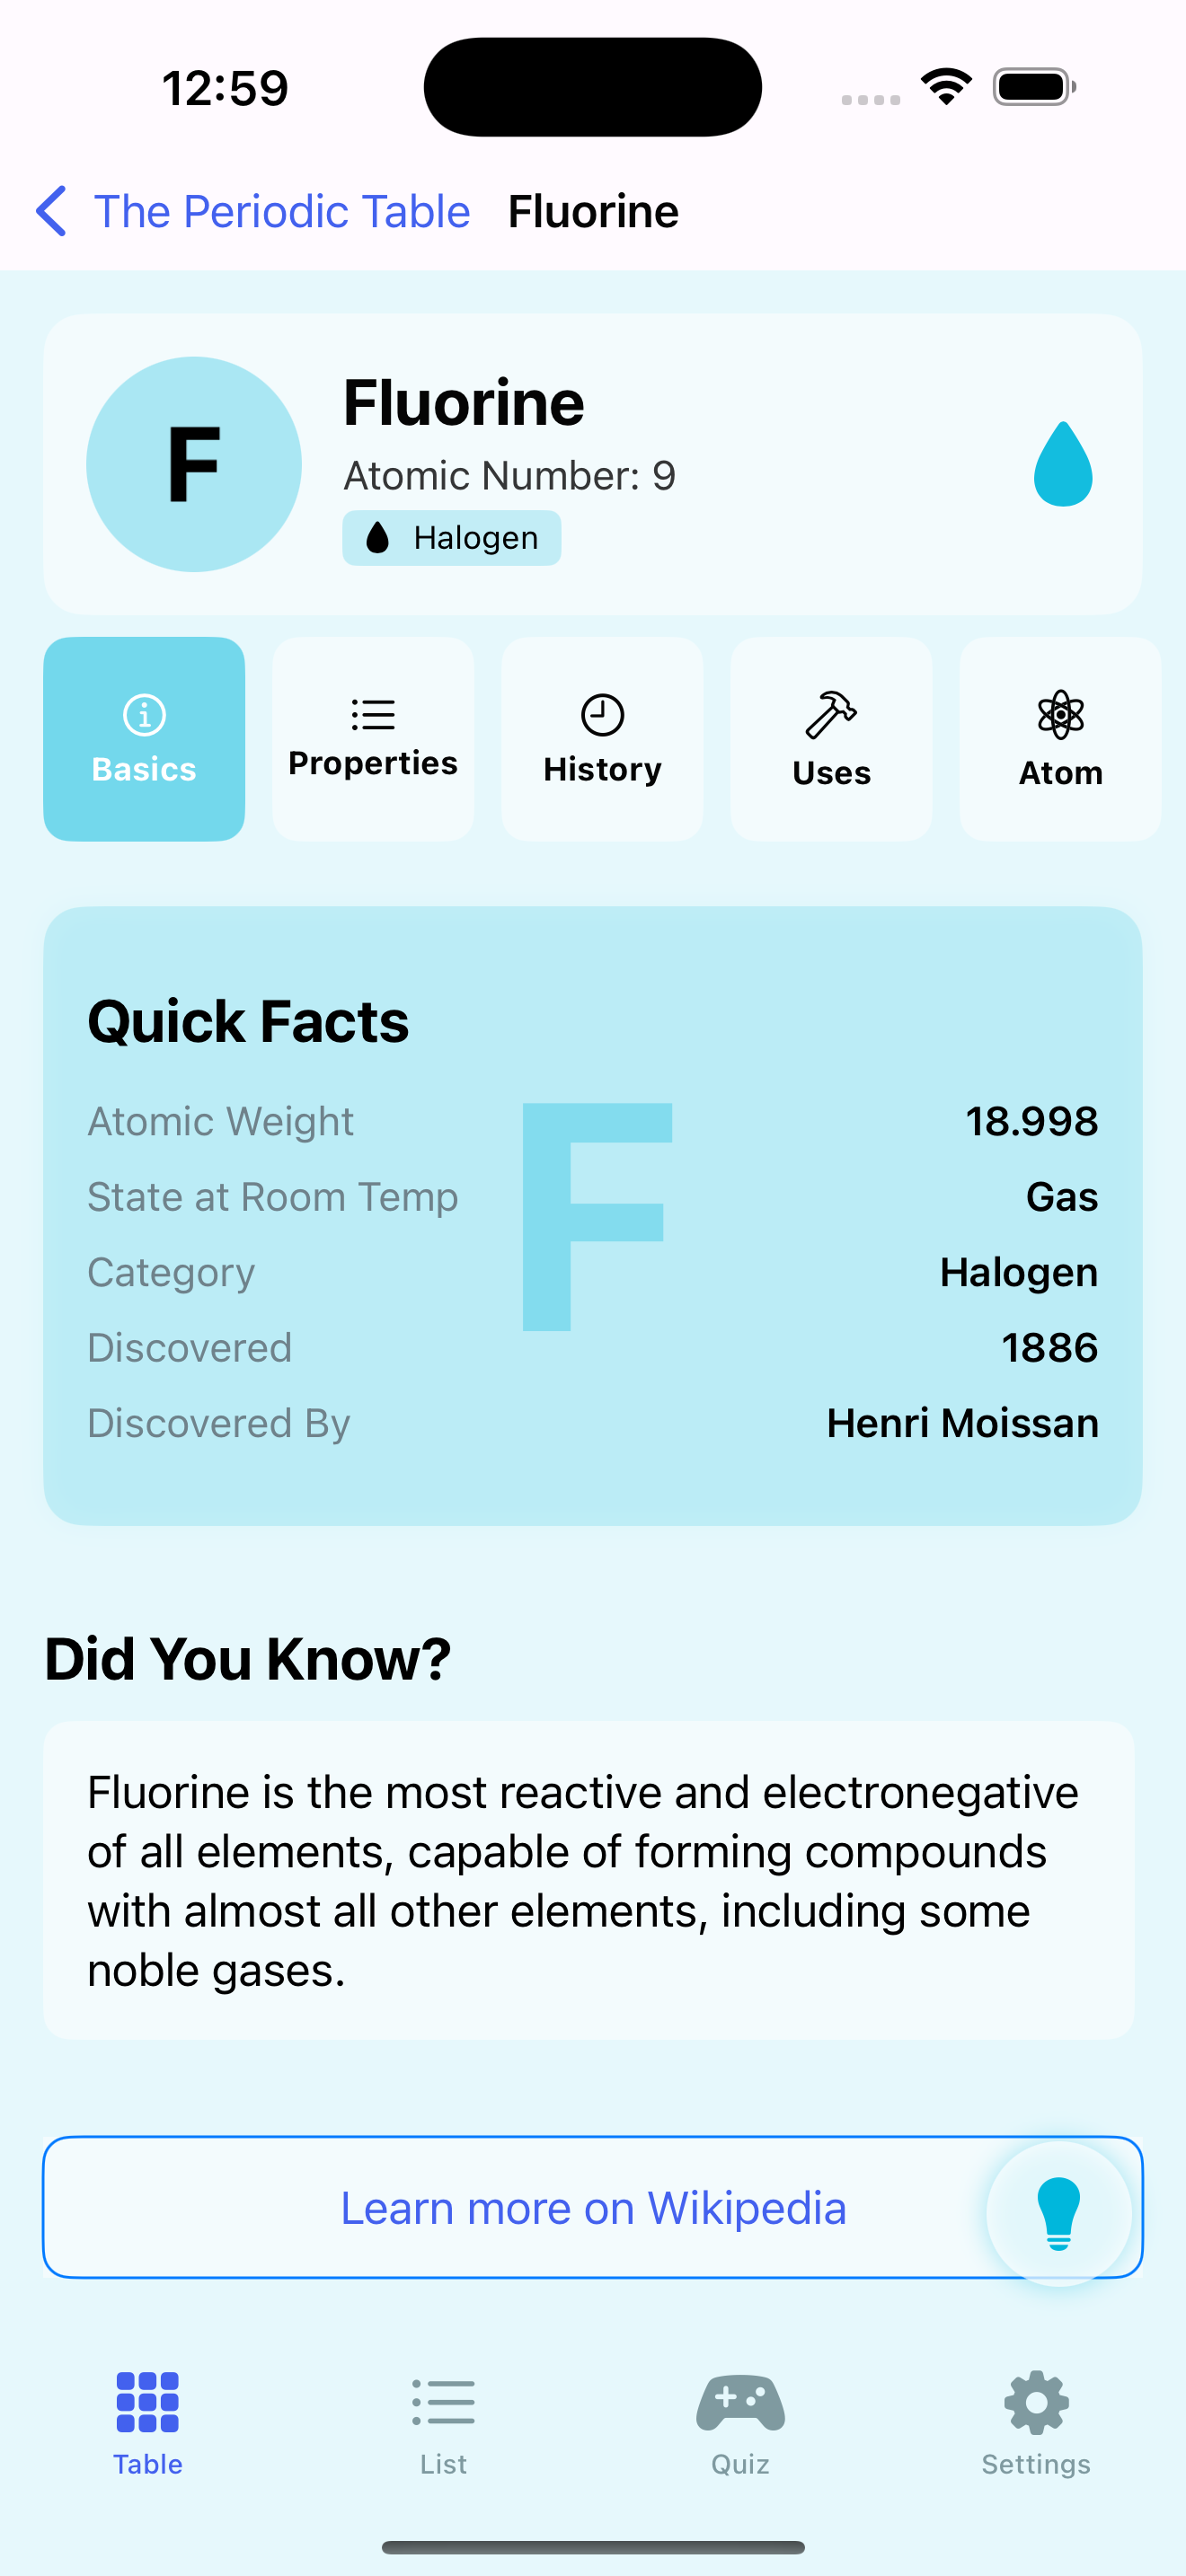 12:59
The Periodic Table Fluorine
F
Fluorine
Atomic Number: 9
Halogen
Basics
Properties
History
Uses
Atom
Quick Facts
F
Atomic Weight 18.998
State at Room Temp Gas
Category Halogen
Discovered 1886
Discovered By Henri Moissan
Did You Know?
Fluorine is the most reactive and electronegative
of all elements, capable of forming compounds
with almost all other elements, including some
noble gases.
Learn more on Wikipedia
Table
List
Quiz
Settings